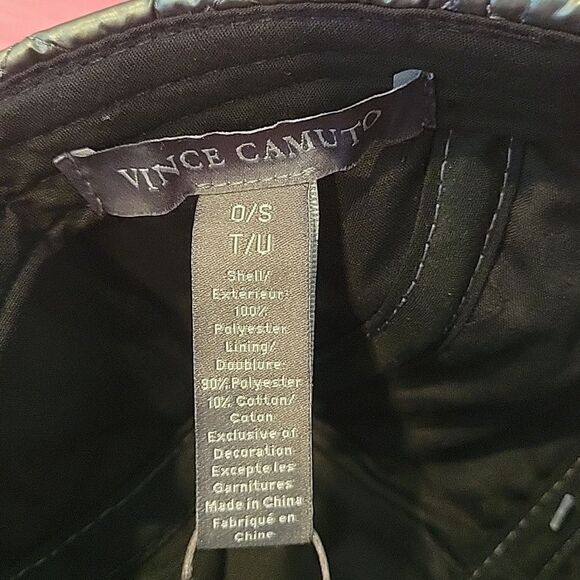 VINCE CAMUTO
O/S
T/U
Shell/
Extérieur:
100%
Polyester
Lining/
Doublure:
90% Polyester
10% Cotton/
Coton
Exclusive of
Decoration
Excepte les
Garnitures
Made in China
Fabriqué en
Chine